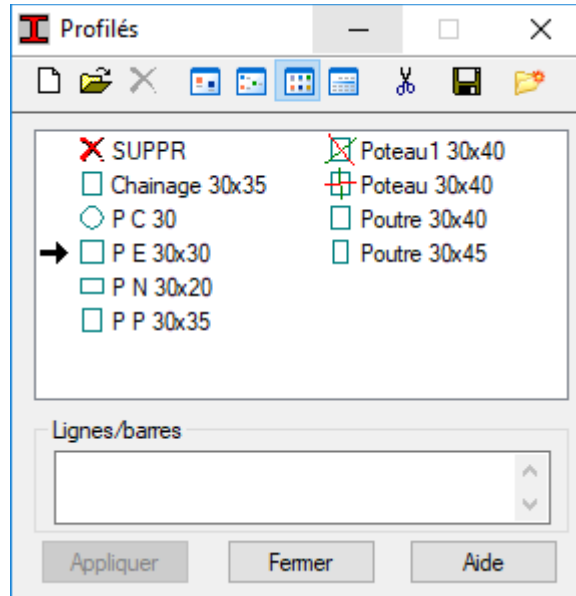 Profilés
SUPPR
Chainage 30x35
P C 30
P E 30x30
P N 30x20
P P 30x35
Poteau1 30x40
Poteau 30x40
Poutre 30x40
Poutre 30x45
Lignes/barres
Appliquer
Fermer
Aide